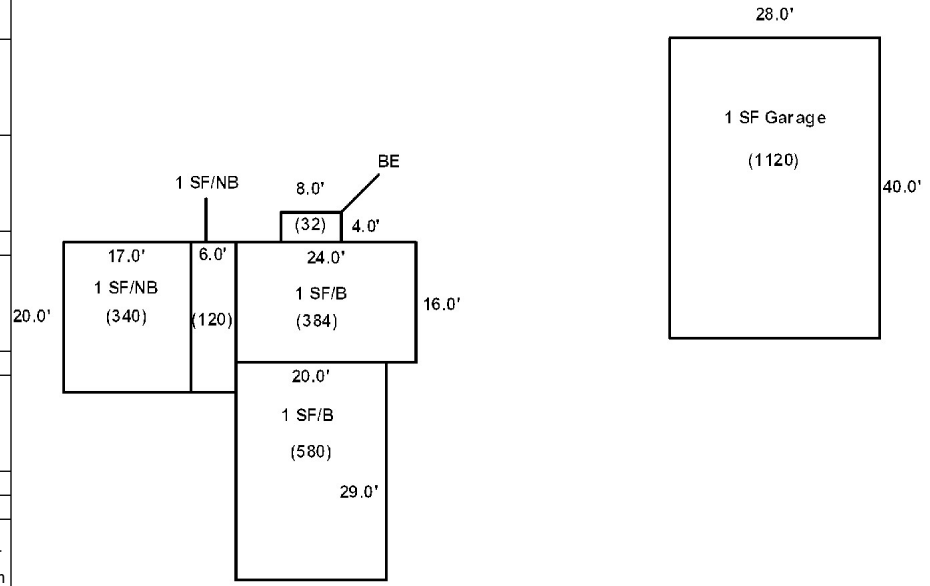 28.0'
1 SF Garage
(1120)
40.0'
BE
1 SF/NB
8.0'
(32)
4.0'
17.0'
6.0'
24.0'
1 SF/NB
1 SF/B
20.0'
(340)
(120)
(384)
16.0'
20.0'
1 SF/B
(580)
29.0'